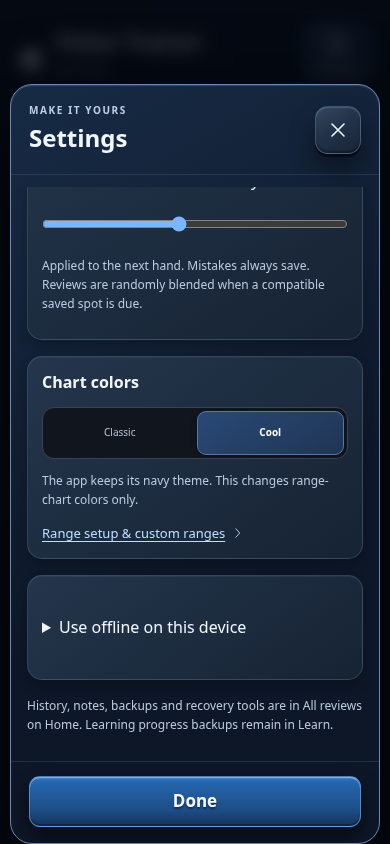 MAKE IT YOURS
Settings
Applied to the next hand. Mistakes always save.
Reviews are randomly blended when a compatible
saved spot is due.
Chart colors
Classic
Cool
The app keeps its navy theme. This changes range-
chart colors only.
Range setup & custom ranges
Use offline on this device
History, notes, backups and recovery tools are in All reviews
on Home. Learning progress backups remain in Learn.
Done